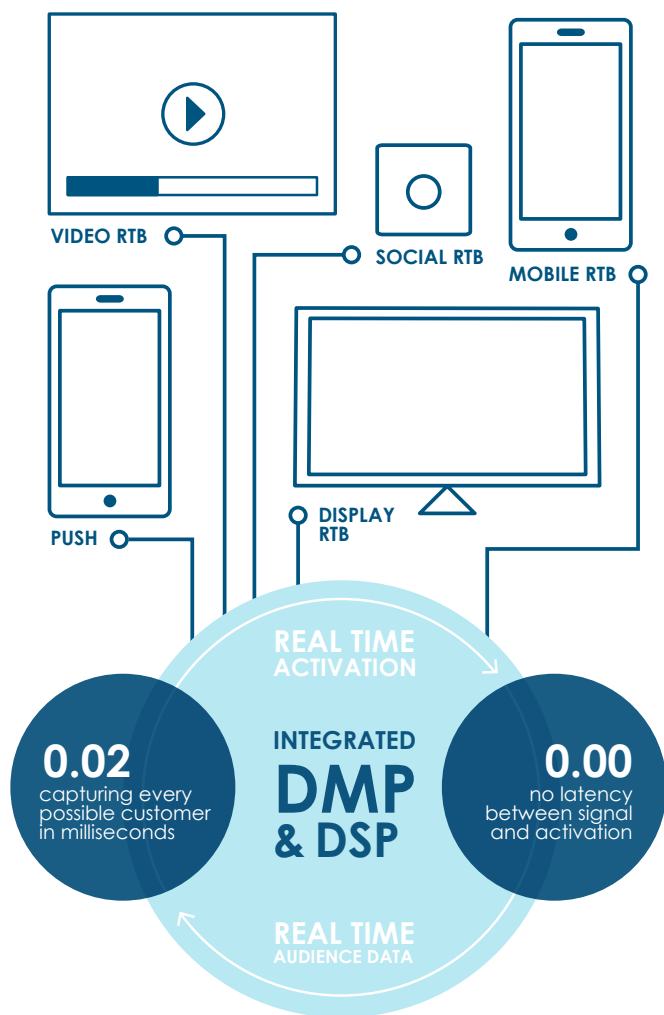 VIDEO RTB
SOCIAL RTB
MOBILE RTB
PUSH
DISPLAY
RTB
REAL TIME
ACTIVATION
0.02
capturing every
possible customer
in milliseconds
INTEGRATED
DMP
& DSP
0.00
no latency
between signal
and activation
REAL TIME
AUDIENCE DATA